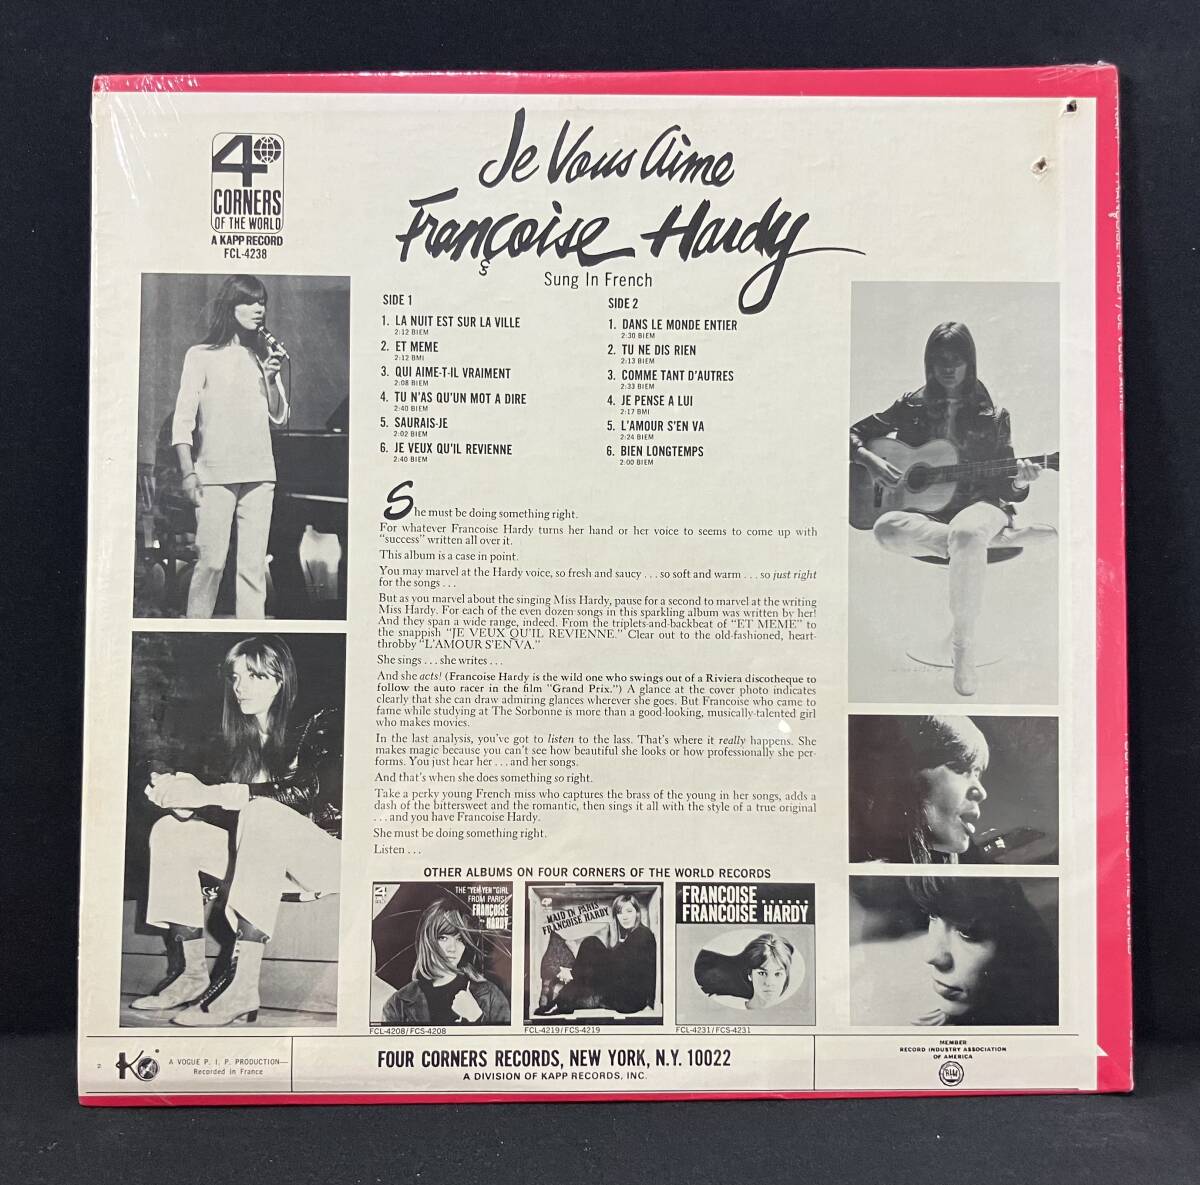 4
CORNERS
OF THE WORLD
A KAPP RECORD
FCL-4238
Je Vous Aime
Françoise Hardy
Sung In French
SIDE 1
1. LA NUIT EST SUR LA VILLE
2:12 BIEM
2. ET MEME
2:12 BMI
3. QUI AIME-T-IL VRAIMENT
2:08 BIEM
4. TU N'AS QU'UN MOT A DIRE
2:40 BIEM
5. SAURAIS-JE
2:02 BIEM
6. JE VEUX QU'IL REVIENNE
2:40 BIEM
SIDE 2
1. DANS LE MONDE ENTIER
2:30 BIEM
2. TU NE DIS RIEN
2:13 BIEM
3. COMME TANT D'AUTRES
2:33 BIEM
4. JE PENSE A LUI
2:17 BMI
5. L'AMOUR S'EN VA
2:24 BIEM
6. BIEN LONGTEMPS
2:00 BIEM
She must be doing something right.
For whatever Francoise Hardy turns her hand or her voice to seems to come up with
"success" written all over it.
This album is a case in point.
You may marvel at the Hardy voice, so fresh and saucy . . . so soft and warm . . . so just right
for the songs . . .
But as you marvel about the singing Miss Hardy, pause for a second to marvel at the writing
Miss Hardy. For each of the even dozen songs in this sparkling album was written by her!
And they span a wide range, indeed. From the triplets-and-backbeat of "ET MEME" to
the snappish "JE VEUX QU'IL REVIENNE." Clear out to the old-fashioned, heart-
throbby "L'AMOUR S'EN VA."
She sings . . . she writes . . .
And she acts! (Francoise Hardy is the wild one who swings out of a Riviera discotheque to
follow the auto racer in the film "Grand Prix.") A glance at the cover photo indicates
clearly that she can draw admiring glances wherever she goes. But Francoise who came to
fame while studying at The Sorbonne is more than a good-looking, musically-talented girl
who makes movies.
In the last analysis, you've got to listen to the lass. That's where it really happens. She
makes magic because you can't see how beautiful she looks or how professionally she per-
forms. You just hear her . . . and her songs.
And that's when she does something so right.
Take a perky young French miss who captures the brass of the young in her songs, adds a
dash of the bittersweet and the romantic, then sings it all with the style of a true original
. . . and you have Francoise Hardy.
She must be doing something right.
Listen . . .
OTHER ALBUMS ON FOUR CORNERS OF THE WORLD RECORDS
THE "YEH-YEH" GIRL
FROM PARIS!
FRANÇOISE
HARDY
FCL-4208/FCS-4208
MAID IN PARIS
FRANÇOISE HARDY
FCL-4219/FCS-4219
FRANCOISE......
FRANCOISE HARDY
FCL-4231/FCS-4231
A VOGUE P. I. P. PRODUCTION—
Recorded in France
FOUR CORNERS RECORDS, NEW YORK, N.Y. 10022
A DIVISION OF KAPP RECORDS, INC.
MEMBER
RECORD INDUSTRY ASSOCIATION
OF AMERICA